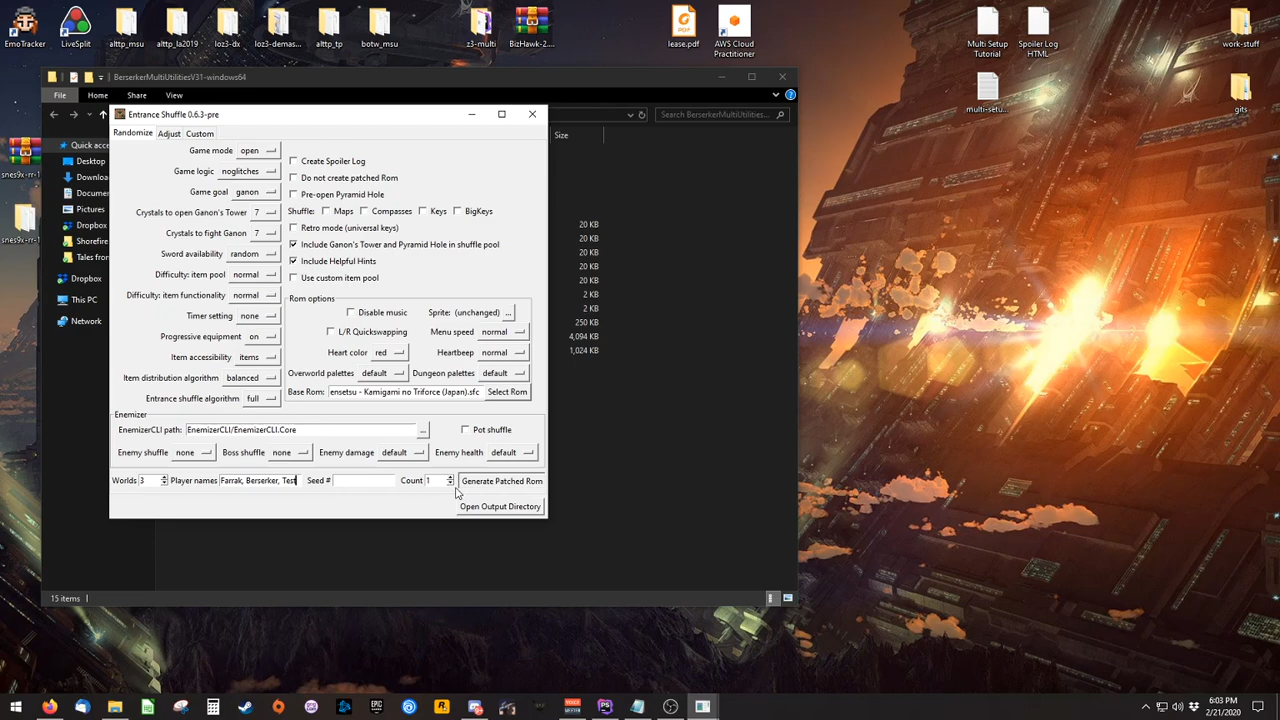 EmoTracker
LiveSplit
alttp_msu
alttp_la2019
loz3-dx
loz3-demas...
alttp_tp
botw_msu
z3-multi
BizHawk-2....
lease.pdf
AWS Cloud
Practitioner
Multi Setup
Tutorial
Spoiler Log
HTML
work-stuff
multi-setu...
gits
snes9x-rr-1
snes9x-rr-1
BerserkerMultiUtilitiesV31-windows64
File Home Share View
Search BerserkerMultiUtilities...
Size
Quick acce
Desktop
Downloa
Documer
Pictures
Dropbox
Shorefire
Tales fron
Dropbox
This PC
Network
20 KB
20 KB
20 KB
20 KB
20 KB
2 KB
2 KB
250 KB
4,094 KB
1,024 KB
15 items
Entrance Shuffle 0.6.3-pre
Randomize Adjust Custom
Game mode open
Game logic noglitches
Game goal ganon
Crystals to open Ganon's Tower 7
Crystals to fight Ganon 7
Sword availability random
Difficulty: item pool normal
Difficulty: item functionality normal
Timer setting none
Progressive equipment on
Item accessibility items
Item distribution algorithm balanced
Entrance shuffle algorithm full
Create Spoiler Log
Do not create patched Rom
Pre-open Pyramid Hole
Shuffle: Maps Compasses Keys BigKeys
Retro mode (universal keys)
Include Ganon's Tower and Pyramid Hole in shuffle pool
Include Helpful Hints
Use custom item pool
Rom options
Disable music Sprite: (unchanged) ...
L/R Quickswapping Menu speed normal
Heart color red Heartbeep normal
Overworld palettes default Dungeon palettes default
Base Rom: ensetsu - Kamigami no Triforce (Japan).sfc Select Rom
Enemizer
EnemizerCLI path: EnemizerCLI/EnemizerCLI.Core ... Pot shuffle
Enemy shuffle none Boss shuffle none Enemy damage default Enemy health default
Worlds 3 Player names Farrak, Berserker, Test Seed # Count 1 Generate Patched Rom
Open Output Directory
6:03 PM
2/21/2020